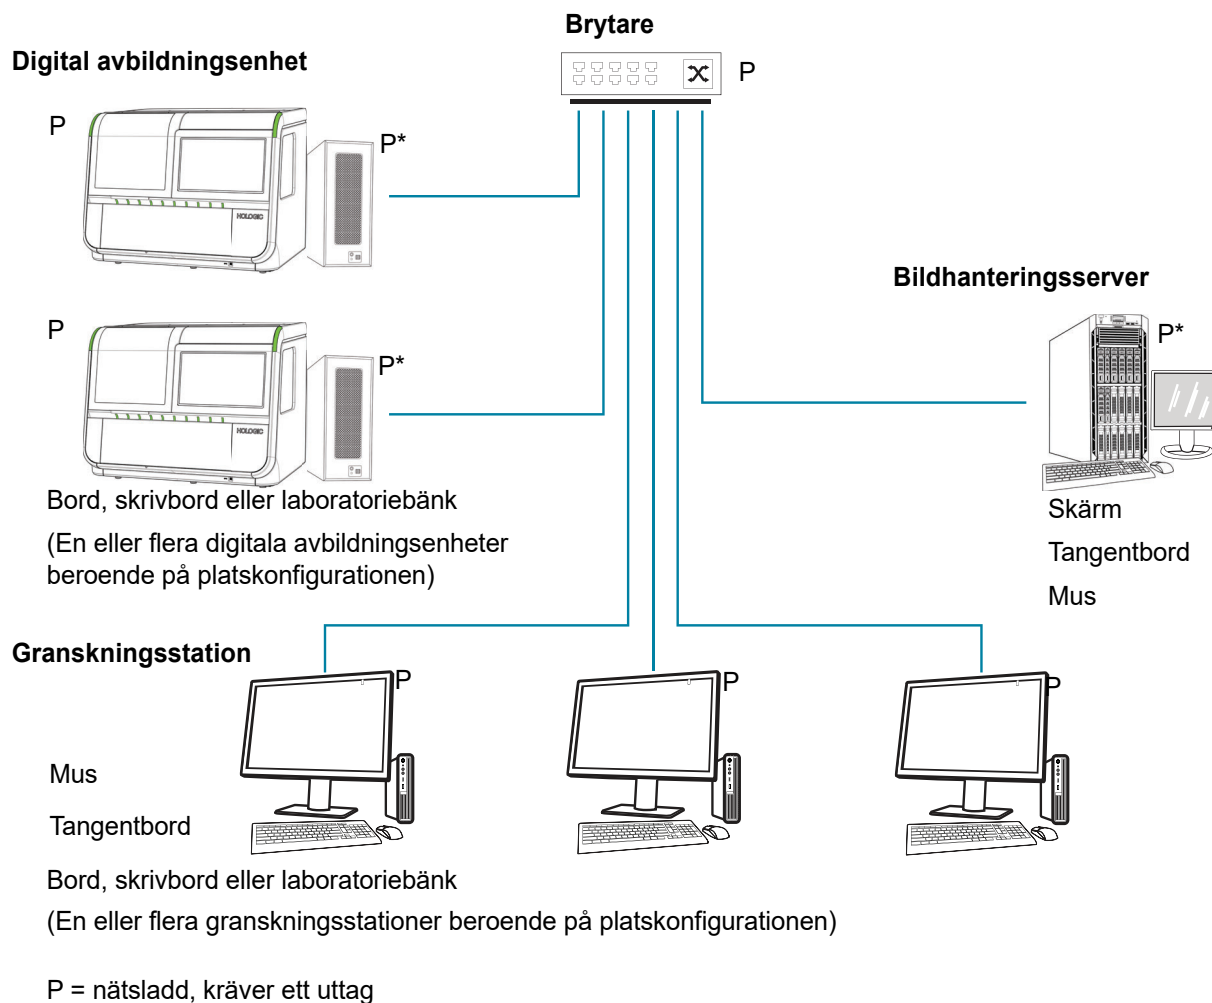 Brytare
P
Digital avbildningsenhet
P
P*
HOLOGIC
Bildhanteringsserver
P*
P
P*
HOLOGIC
Bord, skrivbord eller laboratoriebänk
(En eller flera digitala avbildningsenheter
beroende på platskonfigurationen)
Skärm
Tangentbord
Mus
Granskningsstation
P
P
P
Mus
Tangentbord
Bord, skrivbord eller laboratoriebänk
(En eller flera granskningsstationer beroende på platskonfigurationen)
P = nätsladd, kräver ett uttag